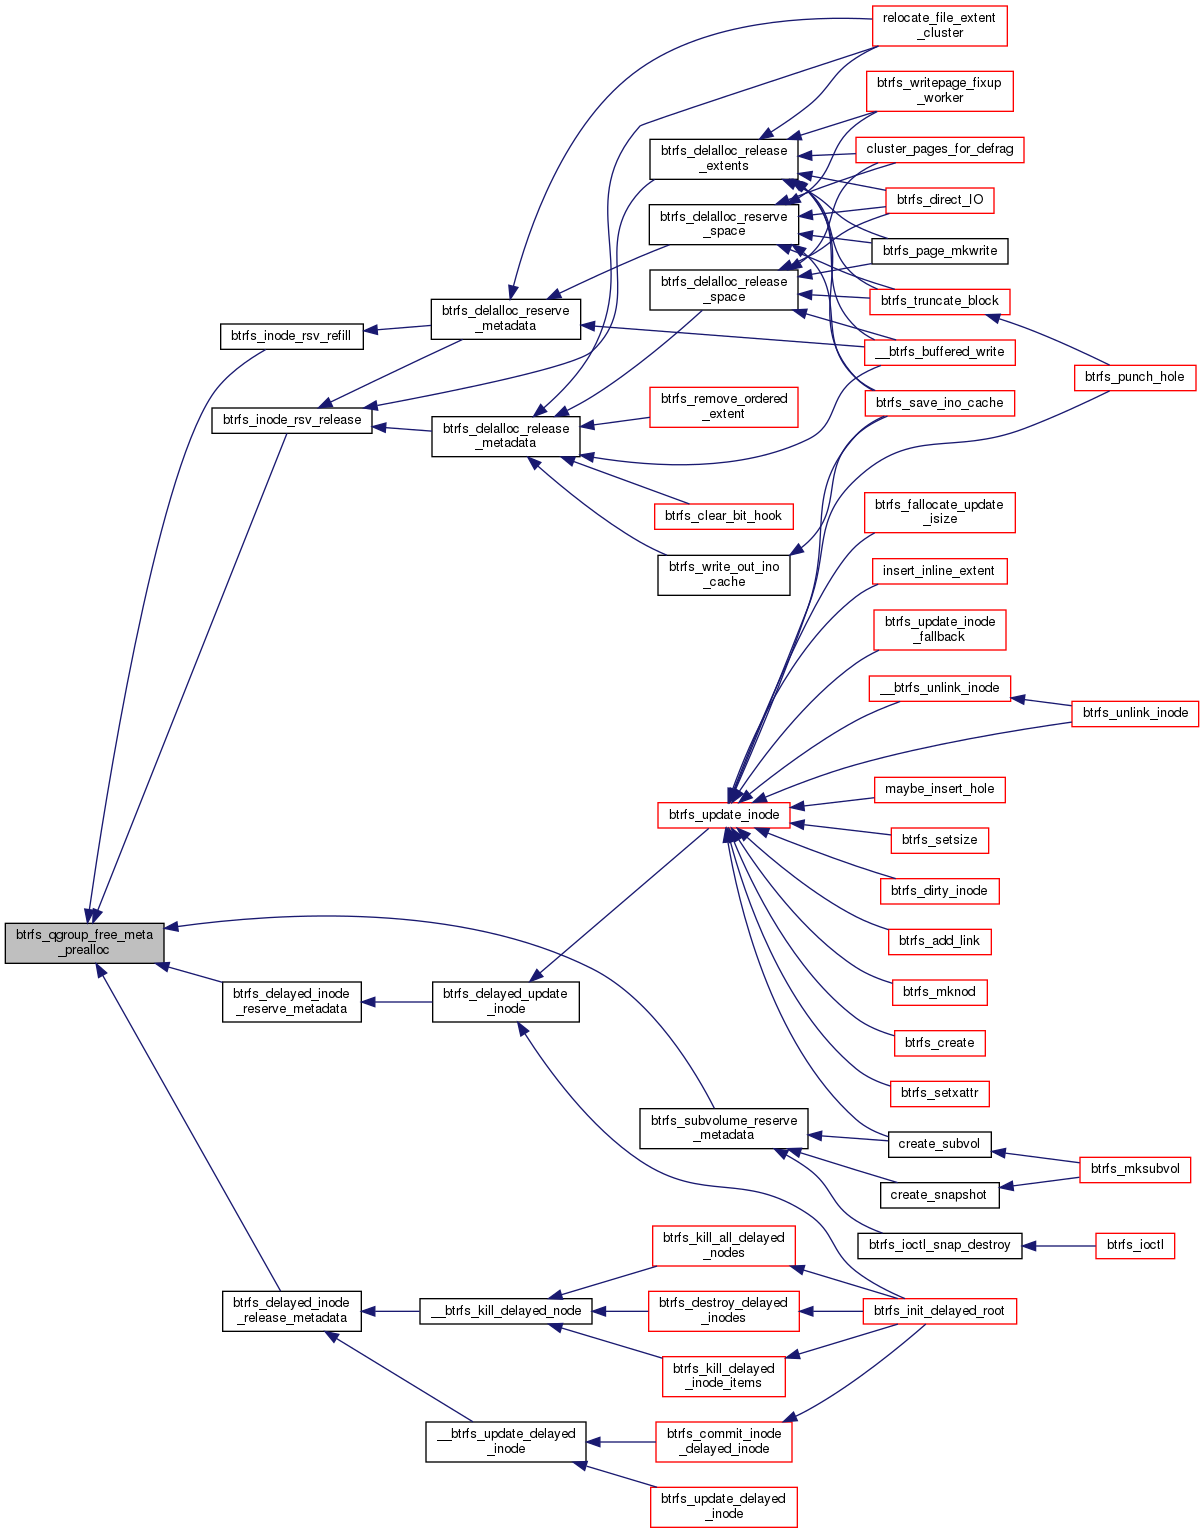 relocate_file_extent
_cluster
btrfs_writepage_fixup
_worker
btrfs_delalloc_release
_extents
cluster_pages_for_defrag
btrfs_direct_IO
btrfs_delalloc_reserve
_space
btrfs_page_mkwrite
btrfs_delalloc_release
_space
btrfs_truncate_block
btrfs_delalloc_reserve
_metadata
btrfs_inode_rsv_refill
__btrfs_buffered_write
btrfs_punch_hole
btrfs_remove_ordered
_extent
btrfs_save_ino_cache
btrfs_inode_rsv_release
btrfs_delalloc_release
_metadata
btrfs_clear_bit_hook
btrfs_fallocate_update
_isize
btrfs_write_out_ino
_cache
insert_inline_extent
btrfs_update_inode
_fallback
__btrfs_unlink_inode
btrfs_unlink_inode
maybe_insert_hole
btrfs_update_inode
btrfs_setsize
btrfs_dirty_inode
btrfs_qgroup_free_meta
_prealloc
btrfs_add_link
btrfs_delayed_inode
_reserve_metadata
btrfs_delayed_update
_inode
btrfs_mknod
btrfs_create
btrfs_setxattr
btrfs_subvolume_reserve
_metadata
create_subvol
btrfs_mksubvol
create_snapshot
btrfs_ioctl_snap_destroy
btrfs_ioctl
btrfs_kill_all_delayed
_nodes
btrfs_delayed_inode
_release_metadata
__btrfs_kill_delayed_node
btrfs_destroy_delayed
_inodes
btrfs_init_delayed_root
btrfs_kill_delayed
_inode_items
__btrfs_update_delayed
_inode
btrfs_commit_inode
_delayed_inode
btrfs_update_delayed
_inode